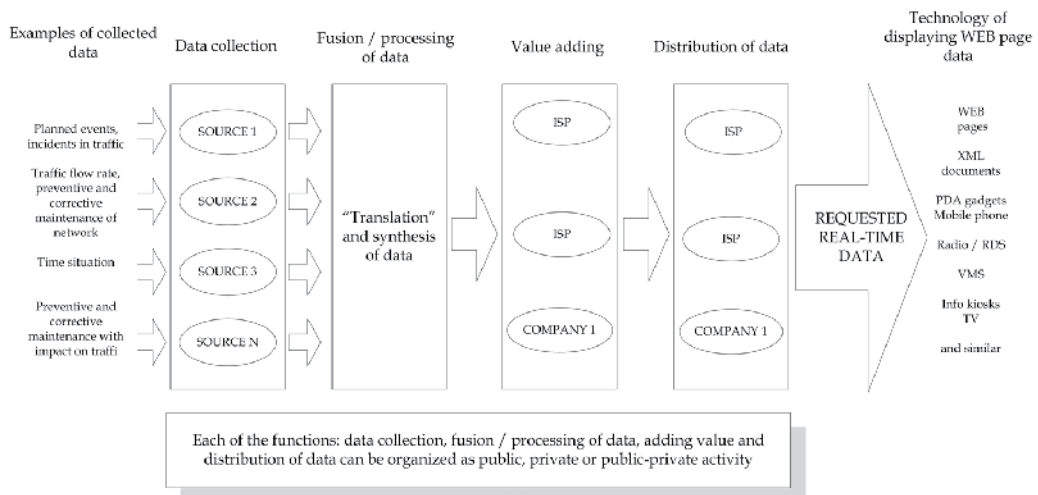 Examples of collected
data
Data collection
Fusion / processing
of data
Value adding
Distribution of data
Technology of
displaying WEB page
data
Planned events,
incidents in traffic
Traffic flow rate,
preventive and
corrective
maintenance of
network
Time situation
Preventive and
corrective
maintenance with
impact on traffi
SOURCE 1
SOURCE 2
SOURCE 3
SOURCE N
"Translation"
and synthesis
of data
ISP
ISP
COMPANY 1
ISP
ISP
COMPANY 1
REQUESTED
REAL-TIME
DATA
WEB
pages
XML
documents
PDA gadgets
Mobile phone
Radio / RDS
VMS
Info kiosks
TV
and similar
Each of the functions: data collection, fusion / processing of data, adding value and
distribution of data can be organized as public, private or public-private activity